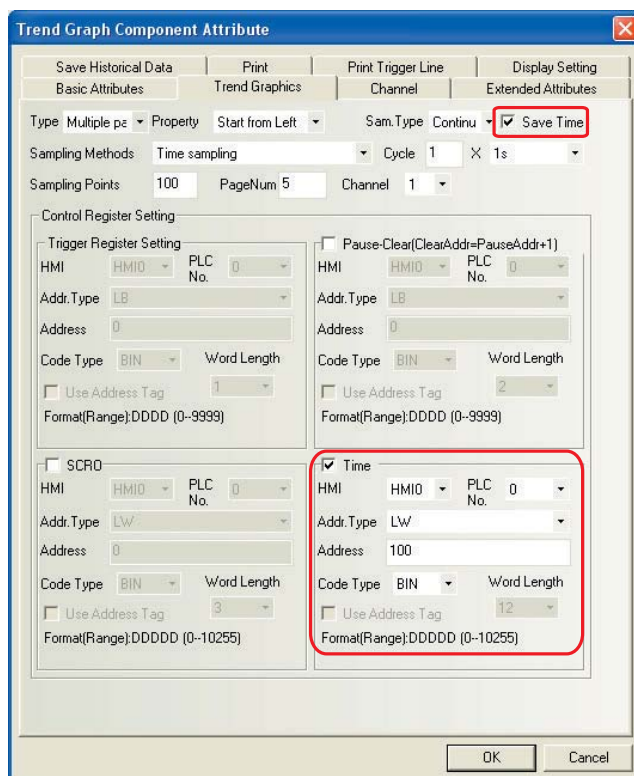 Trend Graph Component Attribute
Save Historical Data Print Print Trigger Line Display Setting
Basic Attributes Trend Graphics Channel Extended Attributes
Type Multiple pa Property Start from Left Sam.Type Continu Save Time
Sampling Methods Time sampling Cycle 1 X 1s
Sampling Points 100 PageNum 5 Channel 1
Control Register Setting
Trigger Register Setting
HMI HMI0 PLC No. 0
Addr.Type LB
Address 0
Code Type BIN Word Length
Use Address Tag 1
Format(Range):DDDD (0--9999)
Pause-Clear(ClearAddr=PauseAddr+1)
HMI HMI0 PLC No. 0
Addr.Type LB
Address 0
Code Type BIN Word Length
Use Address Tag 2
Format(Range):DDDD (0--9999)
SCRO
HMI HMI0 PLC No. 0
Addr.Type LW
Address 0
Code Type BIN Word Length
Use Address Tag 3
Format(Range):DDDDD (0--10255)
Time
HMI HMI0 PLC No. 0
Addr.Type LW
Address 100
Code Type BIN Word Length
Use Address Tag 12
Format(Range):DDDDD (0--10255)
OK Cancel